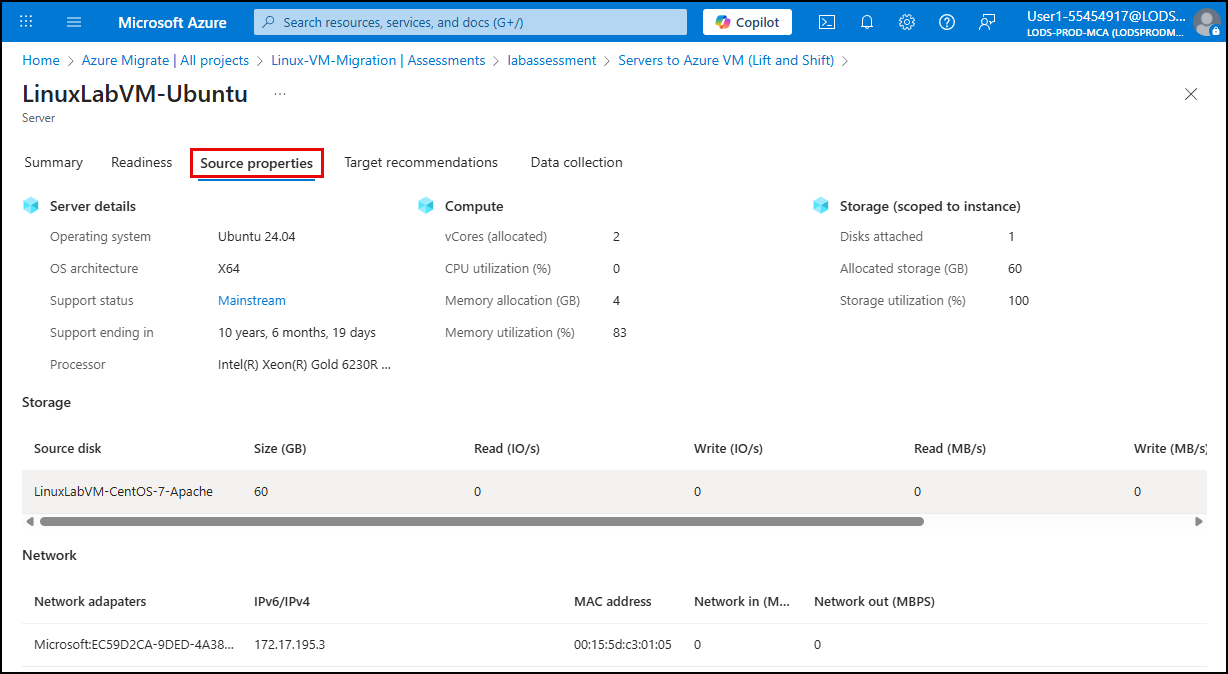 Microsoft Azure
Search resources, services, and docs (G+/)
Copilot
User1-55454917@LODS...
LODS-PROD-MCA (LODSPRODM...
Home > Azure Migrate | All projects > Linux-VM-Migration | Assessments > labassessment > Servers to Azure VM (Lift and Shift) >
LinuxLabVM-Ubuntu ...
Server
Summary Readiness Source properties Target recommendations Data collection
Server details Compute Storage (scoped to instance)
Operating system Ubuntu 24.04 vCores (allocated) 2 Disks attached 1
OS architecture X64 CPU utilization (%) 0 Allocated storage (GB) 60
Support status Mainstream Memory allocation (GB) 4 Storage utilization (%) 100
Support ending in 10 years, 6 months, 19 days Memory utilization (%) 83
Processor Intel(R) Xeon(R) Gold 6230R ...
Storage
Source disk Size (GB) Read (IO/s) Write (IO/s) Read (MB/s) Write (MB/s)
LinuxLabVM-CentOS-7-Apache 60 0 0 0 0
Network
Network adapaters IPv6/IPv4 MAC address Network in (M... Network out (MBPS)
Microsoft:EC59D2CA-9DED-4A38... 172.17.195.3 00:15:5d:c3:01:05 0 0